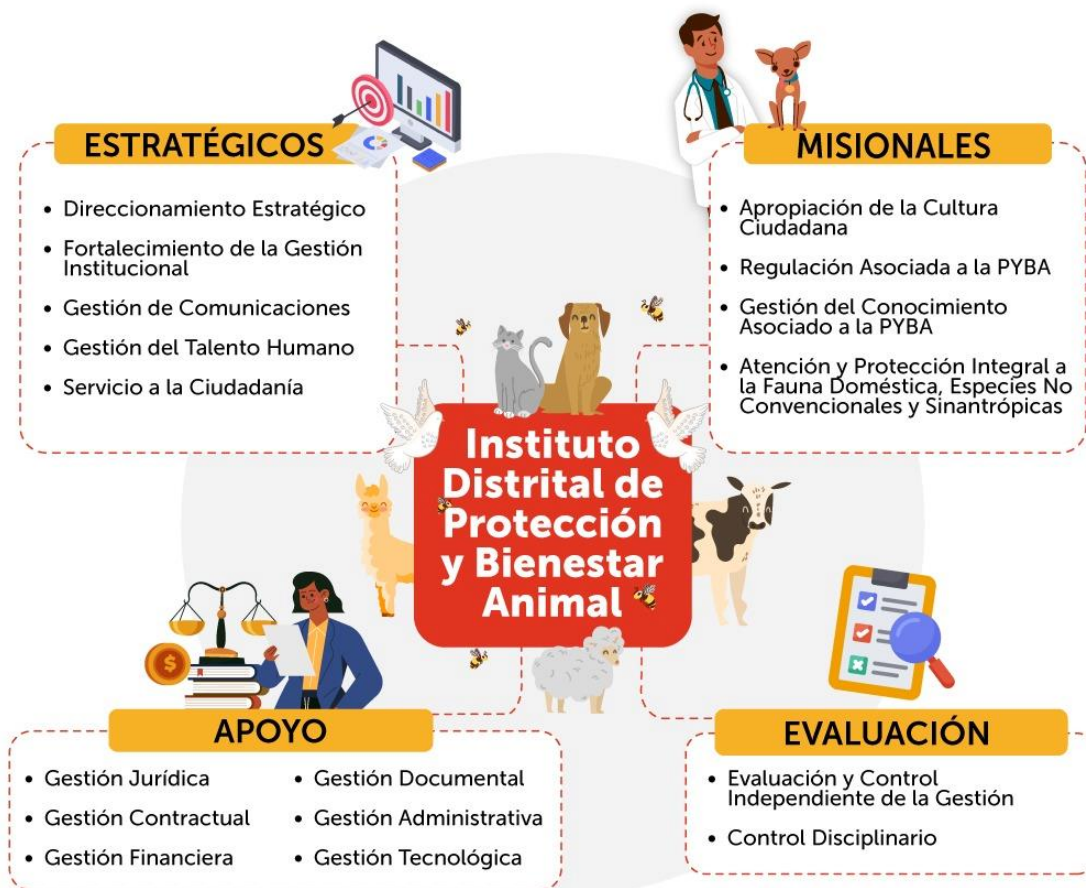 ESTRATÉGICOS
• Direccionamiento Estratégico
• Fortalecimiento de la Gestión
Institucional
• Gestión de Comunicaciones
• Gestión del Talento Humano
• Servicio a la Ciudadanía
MISIONALES
• Apropiación de la Cultura
Ciudadana
• Regulación Asociada a la PYBA
• Gestión del Conocimiento
Asociado a la PYBA
• Atención y Protección Integral a
la Fauna Doméstica, Especíes No
Convencionales y Sinantrópicas
Instituto
Distrital de
Protección
y Bienestar
Animal
APOYO
• Gestión Jurídica
• Gestión Contractual
• Gestión Financiera
• Gestión Documental
• Gestión Administrativa
• Gestión Tecnológica
EVALUACIÓN
• Evaluación y Control
Independiente de la Gestión
• Control Disciplinario